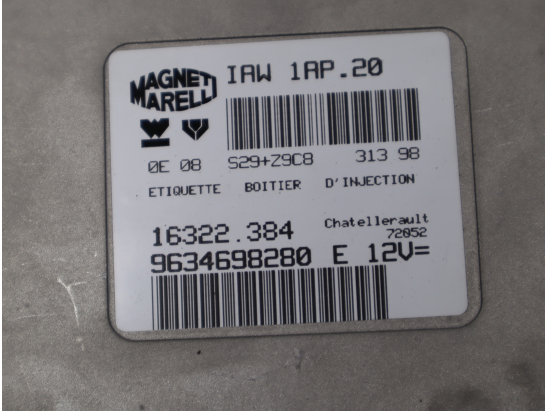 MAGNETI
MARELLI
IAW 1AP.20
0E 08 S29+Z9C8 313 98
ETIQUETTE BOITIER D'INJECTION
16322.384 Chatellerault
72052
9634698280 E 12V=